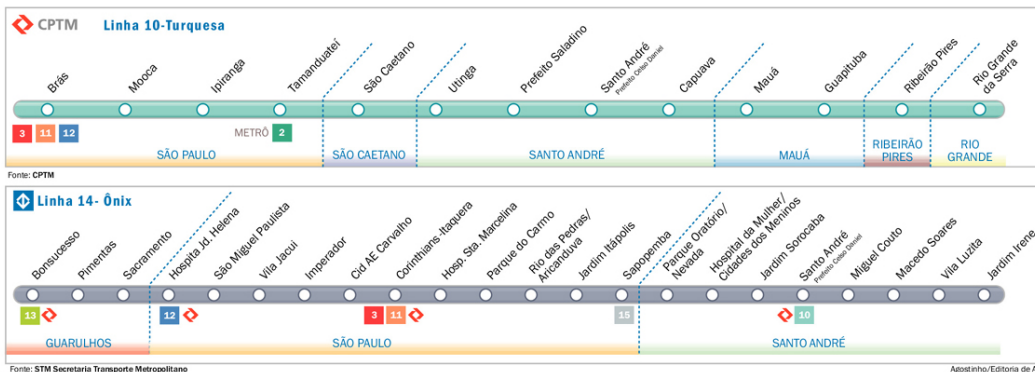 CPTM Linha 10-Turquesa
Brás
Mooca
Ipiranga
Tamanduateí
São Caetano
Utinga
Prefeito Saladino
Santo André
Prefeito Celso Daniel
Capuava
Mauá
Guapituba
Ribeirão Pires
Rio Grande
da Serra
3 11 12 METRÔ 2
SÃO PAULO SÃO CAETANO SANTO ANDRÉ MAUÁ RIBEIRÃO
PIRES RIO
GRANDE
Fonte: CPTM
Linha 14- Ônix
Bonsucesso
Pimentas
Sacramento
Hospital Jd. Helena
São Miguel Paulista
Vila Jacui
Imperador
Cid AE Carvalho
Corinthians-Itaquera
Hosp. Sta. Marcelina
Parque do Carmo
Rio das Pedras/
Aricanduva
Jardim Itápolis
Sapopemba
Parque Oratório/
Nevada
Hospital da Mulher/
Cidades dos Meninos
Jardim Sorocaba
Santo André
Prefeito Celso Daniel
Miguel Couto
Macedo Soares
Vila Luzita
Jardim Irene
13 12 3 11 15 10
GUARULHOS SÃO PAULO SANTO ANDRÉ
Fonte: STM Secretaria Transporte Metropolitano
Agostinho/Editoria de A